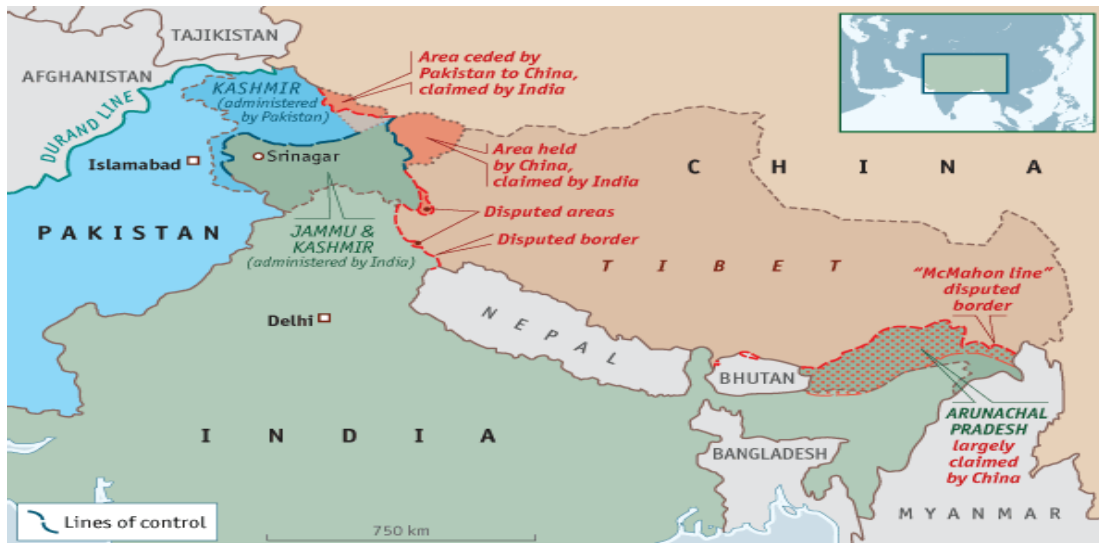 TAJIKISTAN
AFGHANISTAN
DURAND LINE
KASHMIR
(administered
by Pakistan)
Area ceded by
Pakistan to China,
claimed by India
Islamabad
Srinagar
Area held
by China,
claimed by India
C H I N A
PAKISTAN
JAMMU &
KASHMIR
(administered by India)
Disputed areas
Disputed border
T I B E T
"McMahon line"
disputed
border
Delhi
NEPAL
BHUTAN
INDIA
BANGLADESH
ARUNACHAL
PRADESH
largely
claimed
by China
MYANMAR
Lines of control
750 km